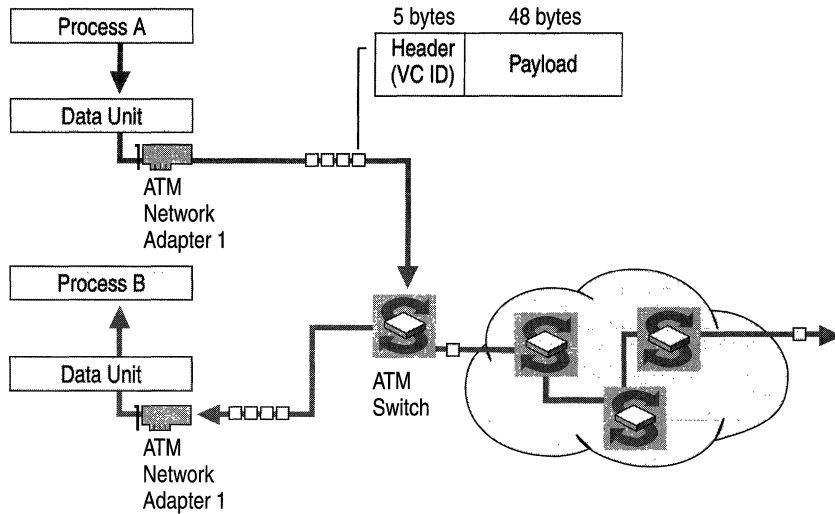 5 bytes 48 bytes
Process A
Header
(VC ID)
Payload
Data Unit
ATM
Network
Adapter 1
Process B
Data Unit
ATM
Switch
ATM
Network
Adapter 1